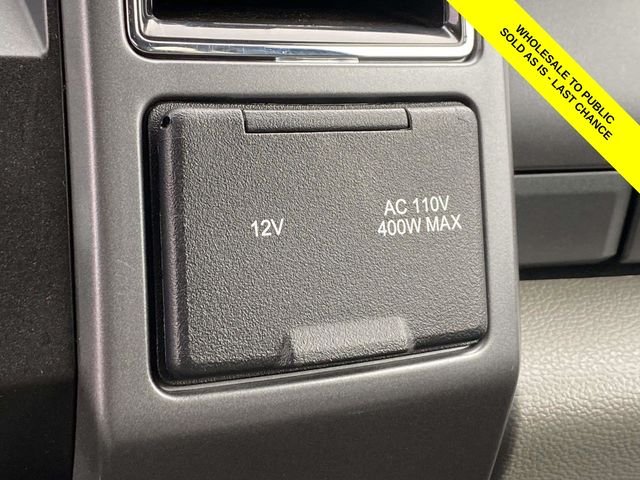 WHOLESALE TO PUBLIC
SOLD AS IS - LAST CHANCE
12V
AC 110V
400W MAX